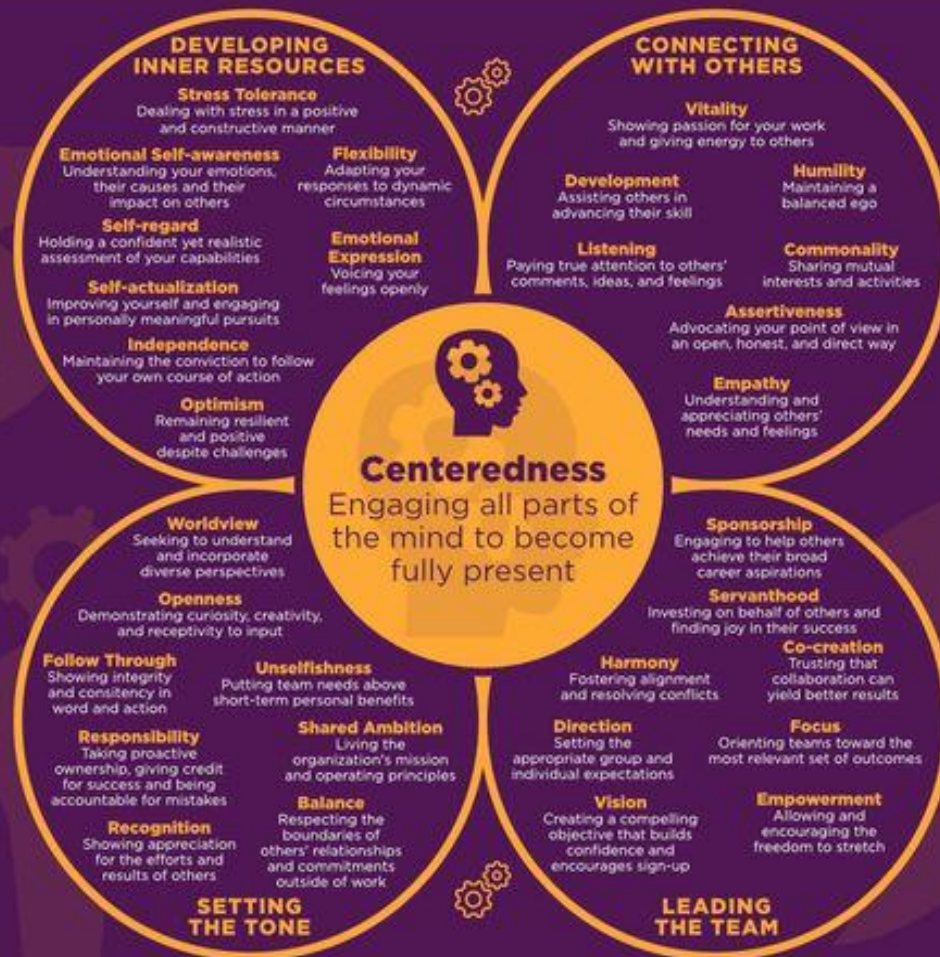 DEVELOPING
INNER RESOURCES
Stress Tolerance
Dealing with stress in a positive
and constructive manner
Emotional Self-awareness
Understanding your emotions,
their causes and their
impact on others
Flexibility
Adapting your
responses to dynamic
circumstances
Self-regard
Holding a confident yet realistic
assessment of your capabilities
Emotional
Expression
Voicing your
feelings openly
Self-actualization
Improving yourself and engaging
in personally meaningful pursuits
Independence
Maintaining the conviction to follow
your own course of action
Optimism
Remaining resilient
and positive
despite challenges
CONNECTING
WITH OTHERS
Vitality
Showing passion for your work
and giving energy to others
Development
Assisting others in
advancing their skill
Humility
Maintaining a
balanced ego
Listening
Paying true attention to others'
comments, ideas, and feelings
Commonality
Sharing mutual
interests and activities
Assertiveness
Advocating your point of view in
an open, honest, and direct way
Empathy
Understanding and
appreciating others'
needs and feelings
Centeredness
Engaging all parts of
the mind to become
fully present
Worldview
Seeking to understand
and incorporate
diverse perspectives
Openness
Demonstrating curiosity, creativity,
and receptivity to input
Follow Through
Showing integrity
and consitency in
word and action
Unselfishness
Putting team needs above
short-term personal benefits
Responsibility
Taking proactive
ownership, giving credit
for success and being
accountable for mistakes
Shared Ambition
Living the
organization's mission
and operating principles
Recognition
Showing appreciation
for the efforts and
results of others
Balance
Respecting the
boundaries of
others' relationships
and commitments
outside of work
SETTING
THE TONE
Sponsorship
Engaging to help others
achieve their broad
career aspirations
Servanthood
Investing on behalf of others and
finding joy in their success
Harmony
Fostering alignment
and resolving conflicts
Co-creation
Trusting that
collaboration can
yield better results
Direction
Setting the
appropriate group and
individual expectations
Focus
Orienting teams toward the
most relevant set of outcomes
Vision
Creating a compelling
objective that builds
confidence and
encourages sign-up
Empowerment
Allowing and
encouraging the
freedom to stretch
LEADING
THE TEAM